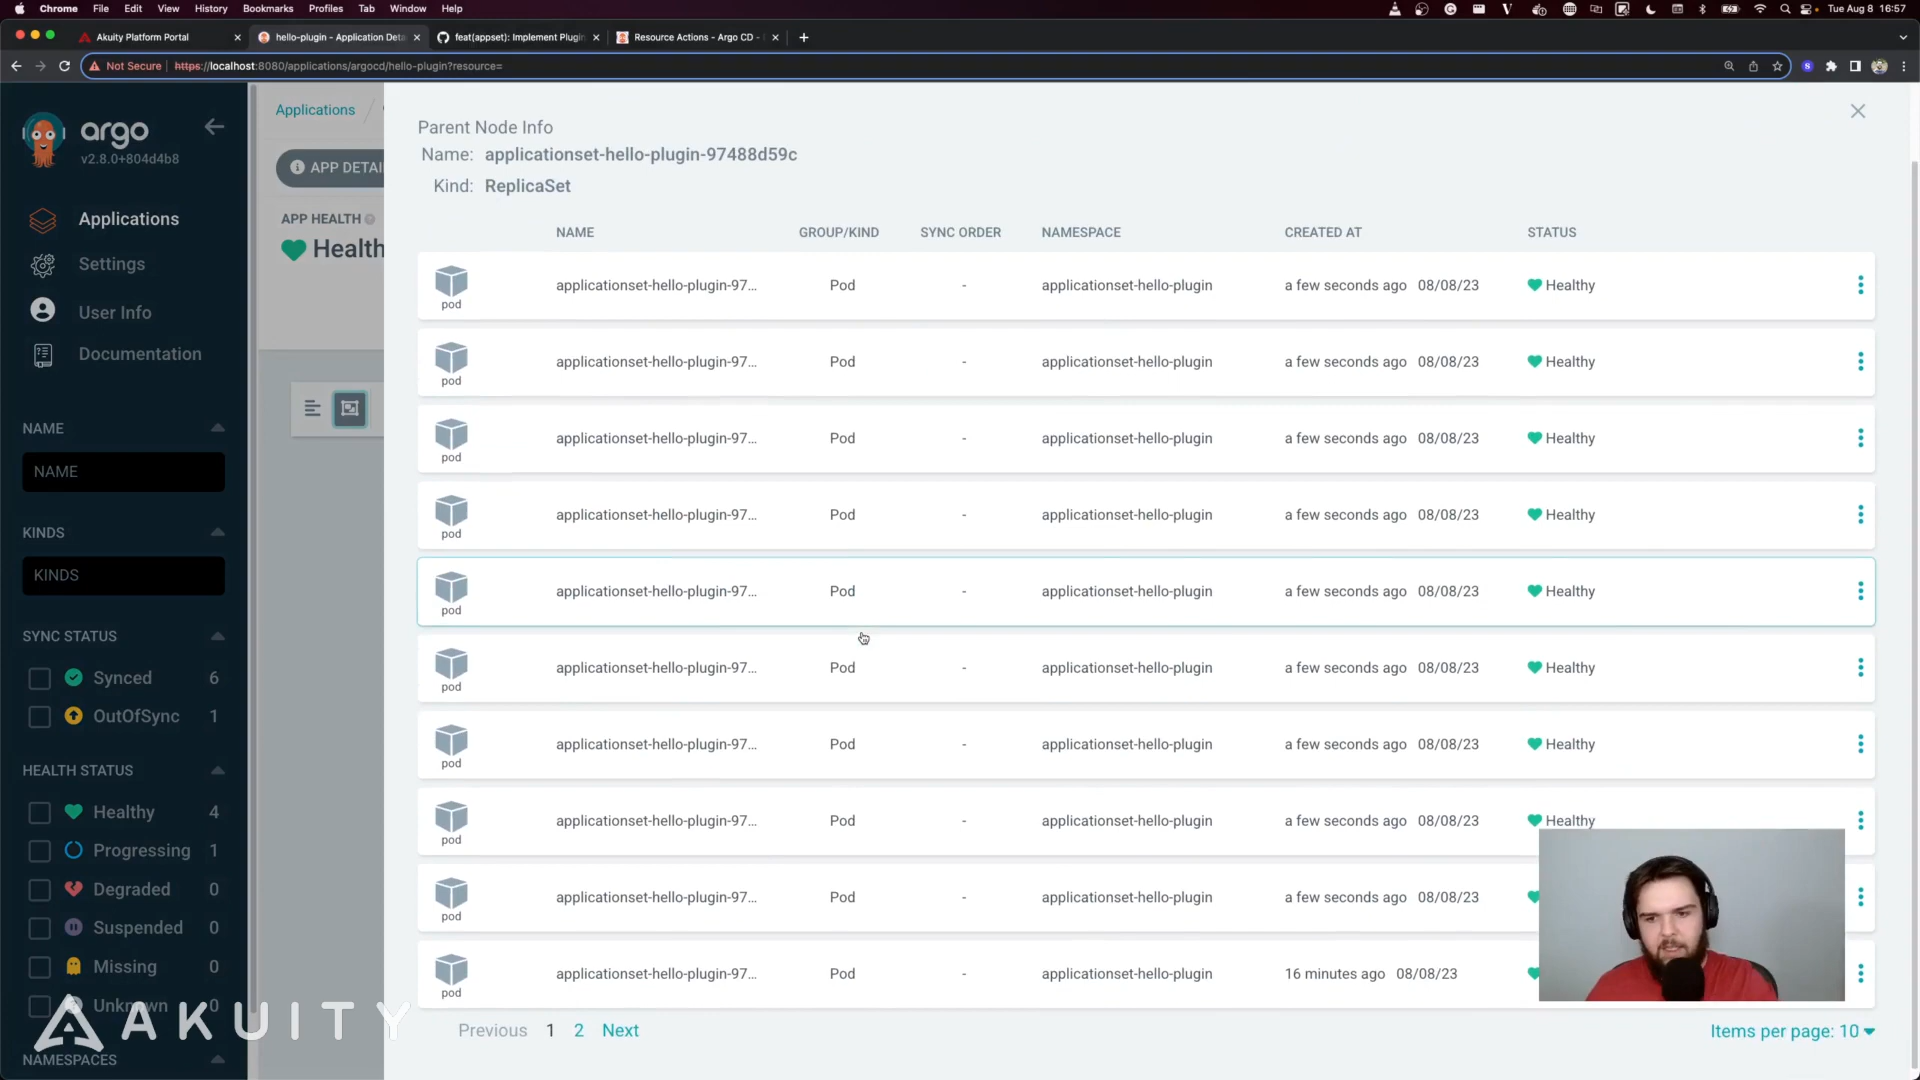 Chrome File Edit View History Bookmarks Profiles Tab Window Help Tue Aug 8 16:57
Akuity Platform Portal hello-plugin - Application Deta feat(appset): Implement Plugin Resource Actions - Argo CD -
Not Secure https://localhost:8080/applications/argocd/hello-plugin?resource=
argo
v2.8.0+804d4b8
Applications
Settings
User Info
Documentation
NAME
NAME
KINDS
KINDS
SYNC STATUS
Synced 6
OutOfSync 1
HEALTH STATUS
Healthy 4
Progressing 1
Degraded 0
Suspended 0
Missing 0
Unknown 0
AKUITY
NAMESPACES
Applications /
APP DETAI
APP HEALTH
Health
Parent Node Info
Name: applicationset-hello-plugin-97488d59c
Kind: ReplicaSet
NAME GROUP/KIND SYNC ORDER NAMESPACE CREATED AT STATUS
pod applicationset-hello-plugin-97... Pod - applicationset-hello-plugin a few seconds ago 08/08/23 Healthy
pod applicationset-hello-plugin-97... Pod - applicationset-hello-plugin a few seconds ago 08/08/23 Healthy
pod applicationset-hello-plugin-97... Pod - applicationset-hello-plugin a few seconds ago 08/08/23 Healthy
pod applicationset-hello-plugin-97... Pod - applicationset-hello-plugin a few seconds ago 08/08/23 Healthy
pod applicationset-hello-plugin-97... Pod - applicationset-hello-plugin a few seconds ago 08/08/23 Healthy
pod applicationset-hello-plugin-97... Pod - applicationset-hello-plugin a few seconds ago 08/08/23 Healthy
pod applicationset-hello-plugin-97... Pod - applicationset-hello-plugin a few seconds ago 08/08/23 Healthy
pod applicationset-hello-plugin-97... Pod - applicationset-hello-plugin a few seconds ago 08/08/23 Healthy
pod applicationset-hello-plugin-97... Pod - applicationset-hello-plugin a few seconds ago 08/08/23
pod applicationset-hello-plugin-97... Pod - applicationset-hello-plugin 16 minutes ago 08/08/23
Previous 1 2 Next Items per page: 10